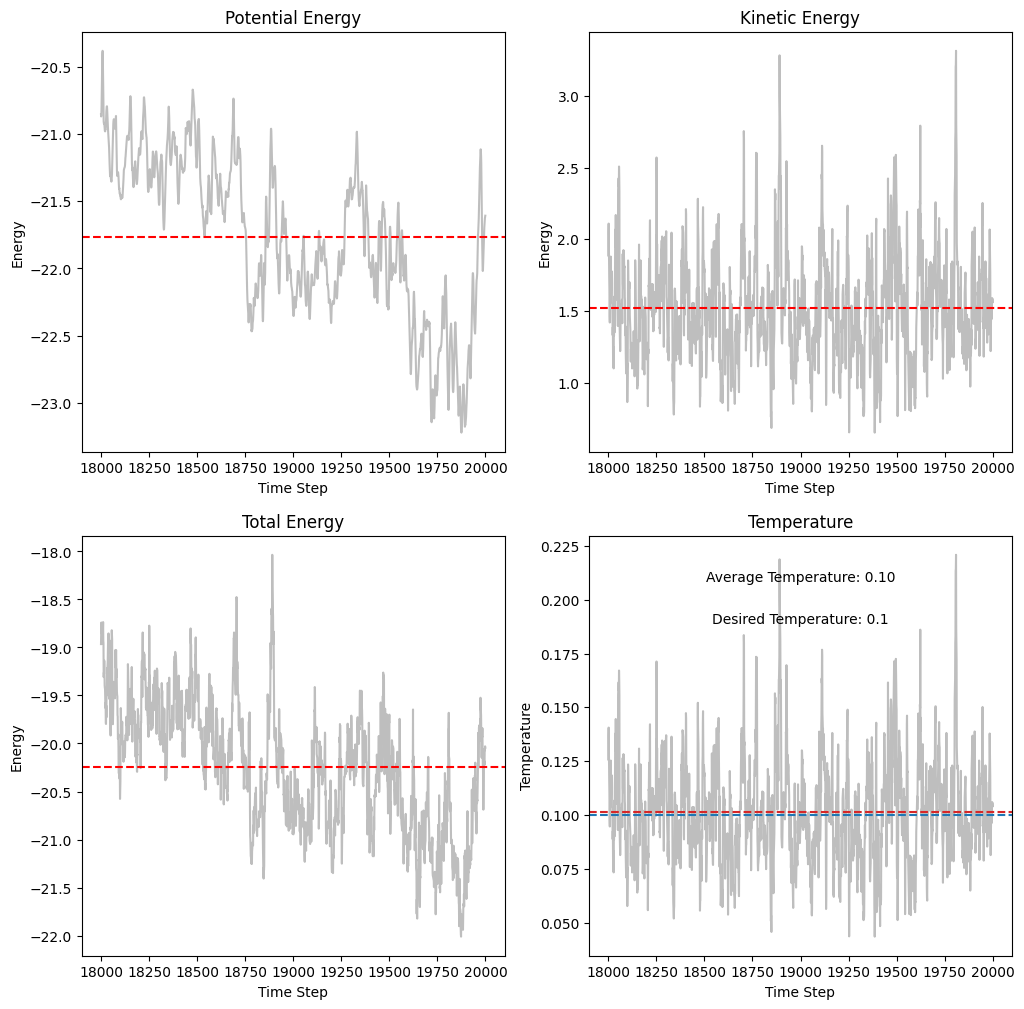 Potential Energy
Energy
−20.5
−21.0
−21.5
−22.0
−22.5
−23.0
18000 18250 18500 18750 19000 19250 19500 19750 20000
Time Step
Kinetic Energy
Energy
3.0
2.5
2.0
1.5
1.0
18000 18250 18500 18750 19000 19250 19500 19750 20000
Time Step
Total Energy
Energy
−18.0
−18.5
−19.0
−19.5
−20.0
−20.5
−21.0
−21.5
−22.0
18000 18250 18500 18750 19000 19250 19500 19750 20000
Time Step
Temperature
Temperature
0.225
0.200
0.175
0.150
0.125
0.100
0.075
0.050
Average Temperature: 0.10
Desired Temperature: 0.1
18000 18250 18500 18750 19000 19250 19500 19750 20000
Time Step